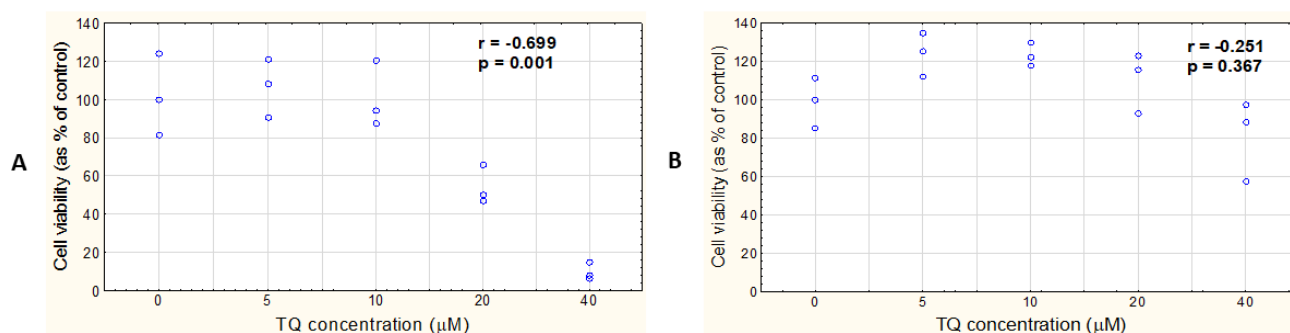 A
Cell viability (as % of control)
140
120
100
80
60
40
20
0
r = -0.699
p = 0.001
0 5 10 20 40
TQ concentration (µM)
B
Cell viability (as % of control)
140
120
100
80
60
40
20
0
r = -0.251
p = 0.367
0 5 10 20 40
TQ concentration (µM)